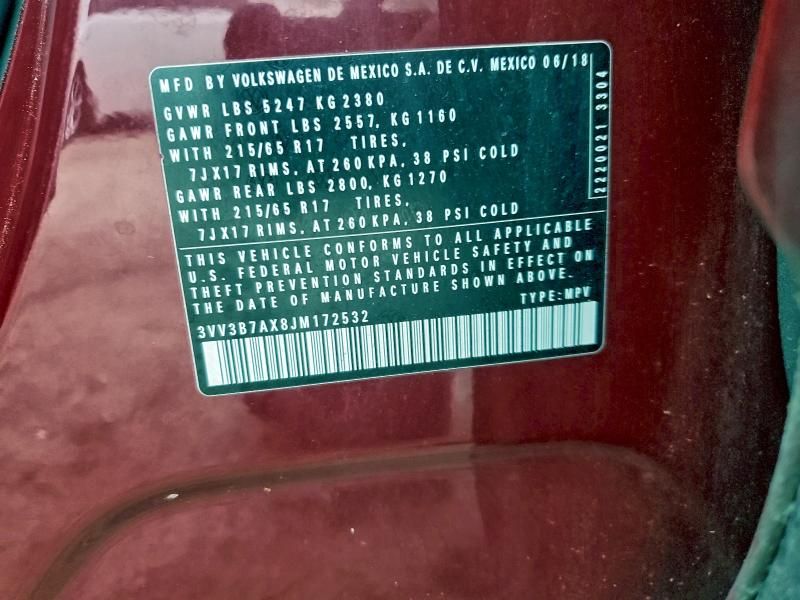 MFD BY VOLKSWAGEN DE MEXICO S.A. DE C.V. MEXICO 06/18
GVWR LBS 5247 KG 2380
GAWR FRONT LBS 2557, KG 1160
WITH 215/65 R17 TIRES,
7JX17 RIMS, AT 260 KPA, 38 PSI COLD
GAWR REAR LBS 2800, KG 1270
WITH 215/65 R17 TIRES,
7JX17 RIMS, AT 260 KPA, 38 PSI COLD
THIS VEHICLE CONFORMS TO ALL APPLICABLE
U.S. FEDERAL MOTOR VEHICLE SAFETY AND
THEFT PREVENTION STANDARDS IN EFFECT ON
THE DATE OF MANUFACTURE SHOWN ABOVE.
3VV3B7AX8JM172532 TYPE: MPV
2220021 3304